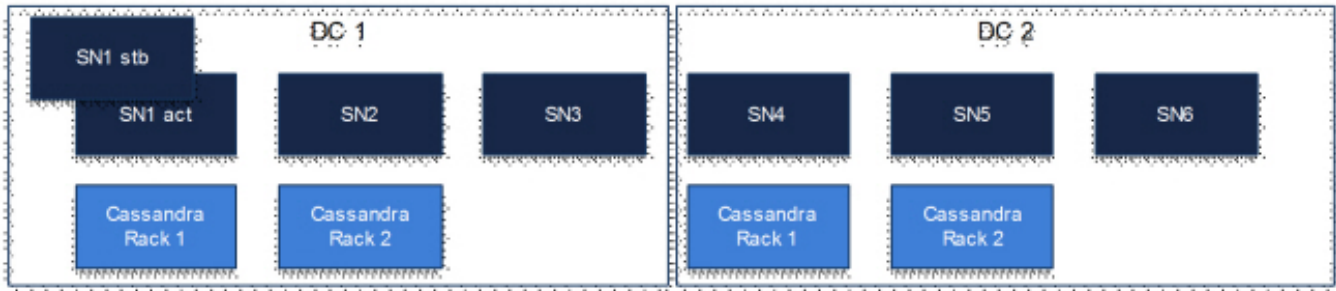 DC 1
SN1 stb
SN1 act
SN2
SN3
Cassandra
Rack 1
Cassandra
Rack 2
DC 2
SN4
SN5
SN6
Cassandra
Rack 1
Cassandra
Rack 2